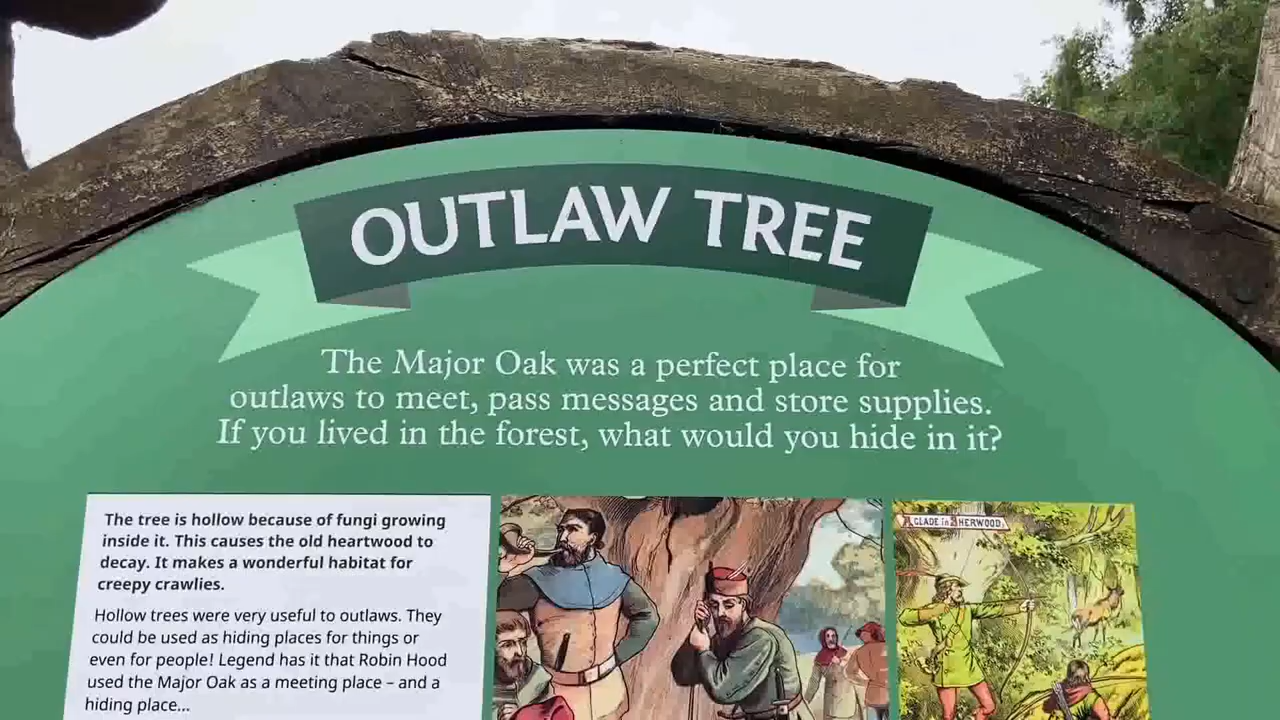 OUTLAW TREE
The Major Oak was a perfect place for
outlaws to meet, pass messages and store supplies.
If you lived in the forest, what would you hide in it?
The tree is hollow because of fungi growing
inside it. This causes the old heartwood to
decay. It makes a wonderful habitat for
creepy crawlies.
Hollow trees were very useful to outlaws. They
could be used as hiding places for things or
even for people! Legend has it that Robin Hood
used the Major Oak as a meeting place – and a
hiding place...
A GLADE in SHERWOOD.